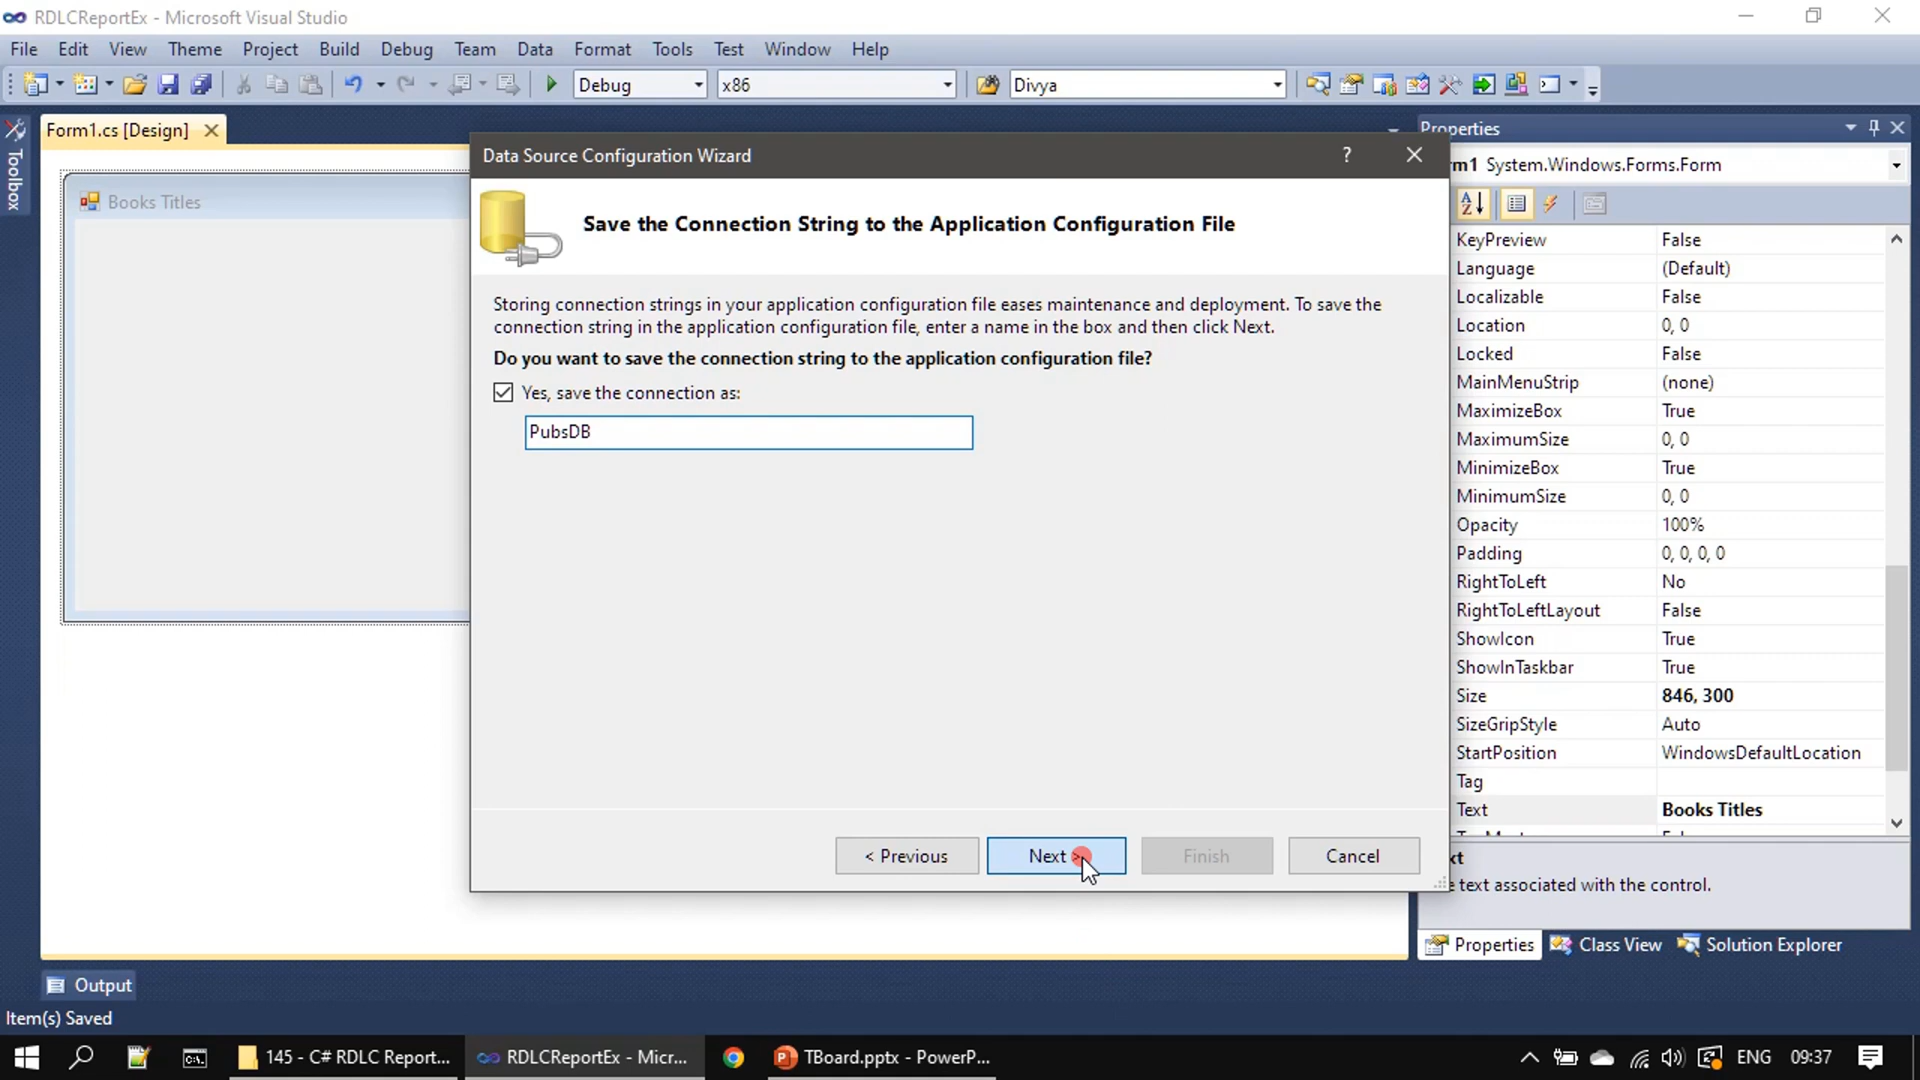 RDLCReportEx - Microsoft Visual Studio
File Edit View Theme Project Build Debug Team Data Format Tools Test Window Help
Debug x86 Divya
Toolbox
Form1.cs [Design]
Books Titles
Data Source Configuration Wizard
?
Save the Connection String to the Application Configuration File
Storing connection strings in your application configuration file eases maintenance and deployment. To save the
connection string in the application configuration file, enter a name in the box and then click Next.
Do you want to save the connection string to the application configuration file?
Yes, save the connection as:
PubsDB
< Previous Next > Finish Cancel
Properties
rm1 System.Windows.Forms.Form
KeyPreview False
Language (Default)
Localizable False
Location 0, 0
Locked False
MainMenuStrip (none)
MaximizeBox True
MaximumSize 0, 0
MinimizeBox True
MinimumSize 0, 0
Opacity 100%
Padding 0, 0, 0, 0
RightToLeft No
RightToLeftLayout False
ShowIcon True
ShowInTaskbar True
Size 846, 300
SizeGripStyle Auto
StartPosition WindowsDefaultLocation
Tag
Text Books Titles
xt
e text associated with the control.
Properties Class View Solution Explorer
Output
Item(s) Saved
145 - C# RDLC Report... RDLCReportEx - Micr... TBoard.pptx - PowerP... ENG 09:37